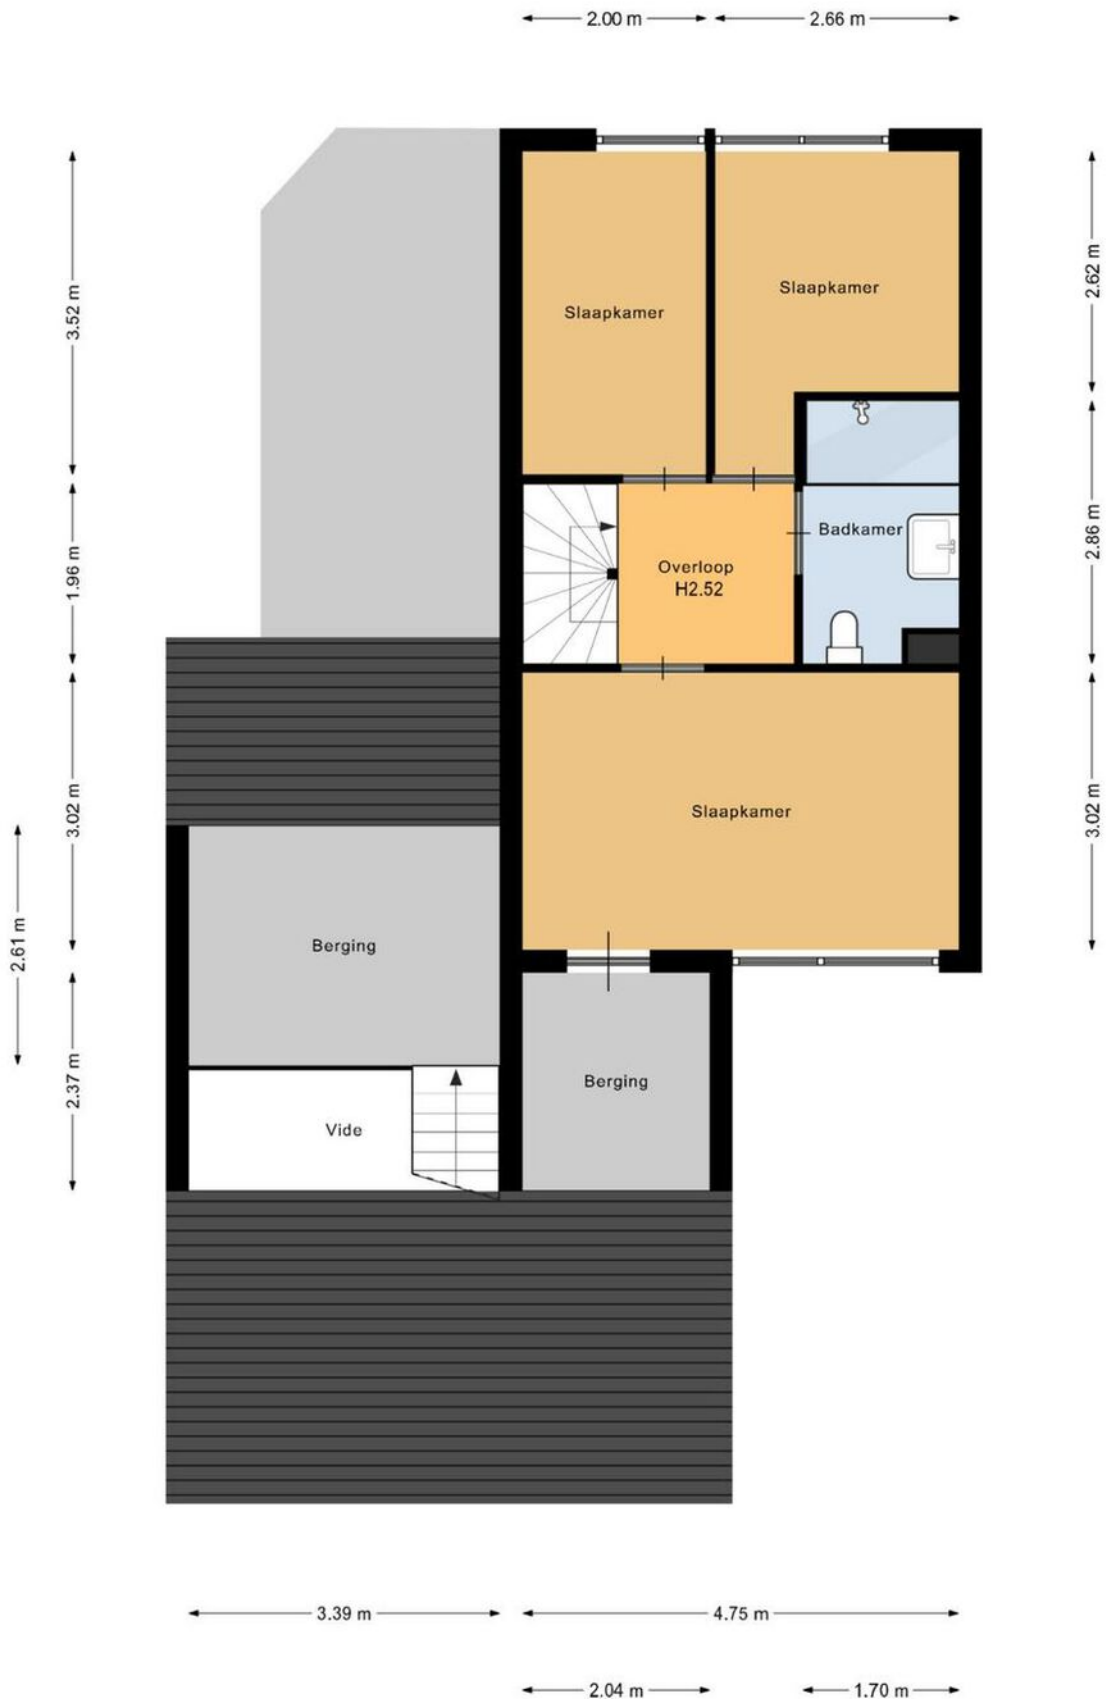 2.00 m
2.66 m
3.52 m
2.62 m
Slaapkamer
Slaapkamer
1.96 m
2.86 m
Badkamer
Overloop
H2.52
3.02 m
3.02 m
Slaapkamer
2.61 m
Berging
2.37 m
Berging
Vide
3.39 m
4.75 m
2.04 m
1.70 m